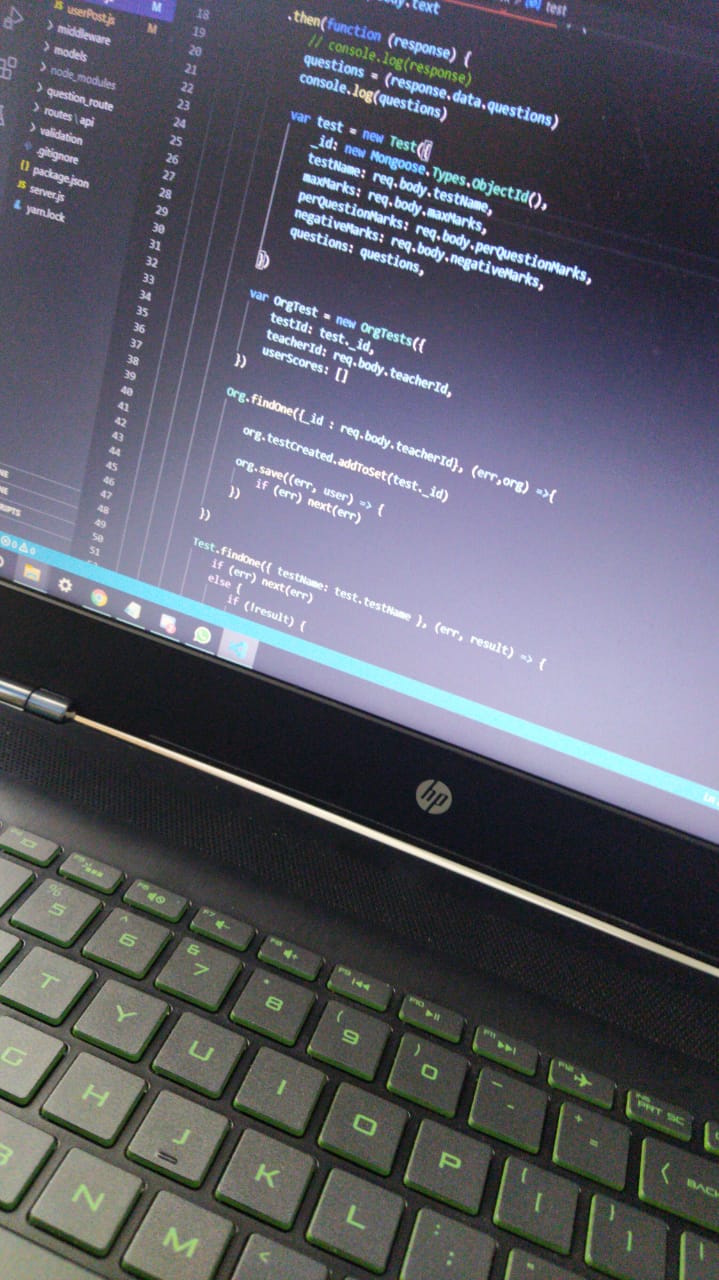 userPost.js M
M
middleware
models
node_modules
question_route
routes \ api
validation
.gitignore
{} package.json
JS server.js
yarn.lock
18
19
20
21
22
23
24
25
26
27
28
29
30
31
32
33
34
35
36
37
38
39
40
41
42
43
44
45
46
47
48
49
50
51
body.text
test
.then(function (response) {
// console.log(response)
questions = (response.data.questions)
console.log(questions)
var test = new Test({
_id: new Mongoose.Types.ObjectId(),
testName: req.body.testName,
maxMarks: req.body.maxMarks,
perQuestionMarks: req.body.perQuestionMarks,
negativeMarks: req.body.negativeMarks,
questions: questions,
})
var OrgTest = new OrgTests({
testId: test._id,
teacherId: req.body.teacherId,
userScores: []
})
Org.findOne({_id : req.body.teacherId}, (err,org) =>{
org.testCreated.addToSet(test._id)
org.save((err, user) => {
if (err) next(err)
})
})
Test.findOne({ testName: test.testName }, (err, result) => {
if (err) next(err)
else {
if (!result) {
0 0
hp
F6 F7 F8 F9 F10 F11 F12
PRT SC
% 5 ^ 6 & 7 * 8 ( 9 ) 0 _ - + =
BACK
T Y U I O P { [ } ]
G H J K L : ;
B N M <